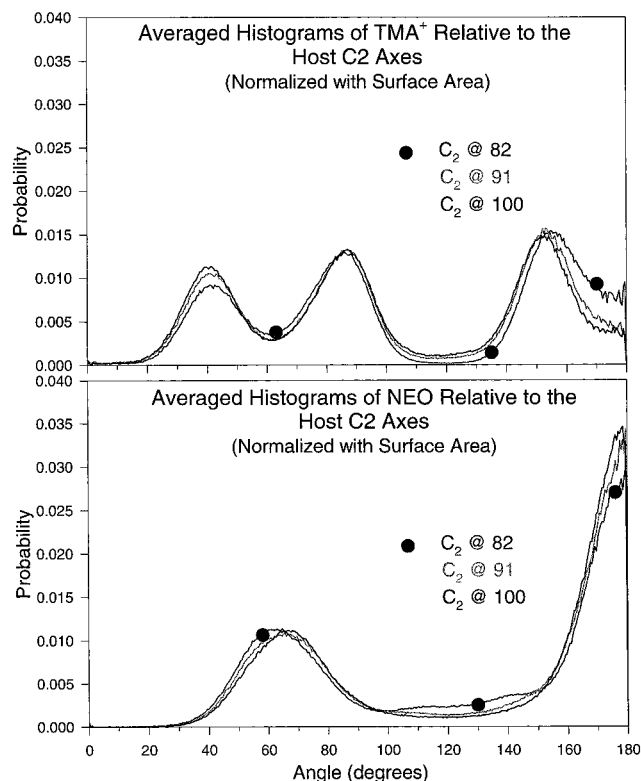 Averaged Histograms of TMA⁺ Relative to the
Host C2 Axes
(Normalized with Surface Area)
0.040
0.035
0.030
0.025
0.020
0.015
0.010
0.005
0.000
Probability
C₂ @ 82
C₂ @ 91
C₂ @ 100
Averaged Histograms of NEO Relative to the
Host C2 Axes
(Normalized with Surface Area)
0.040
0.035
0.030
0.025
0.020
0.015
0.010
0.005
0.000
Probability
C₂ @ 82
C₂ @ 91
C₂ @ 100
0 20 40 60 80 100 120 140 160 180
Angle (degrees)